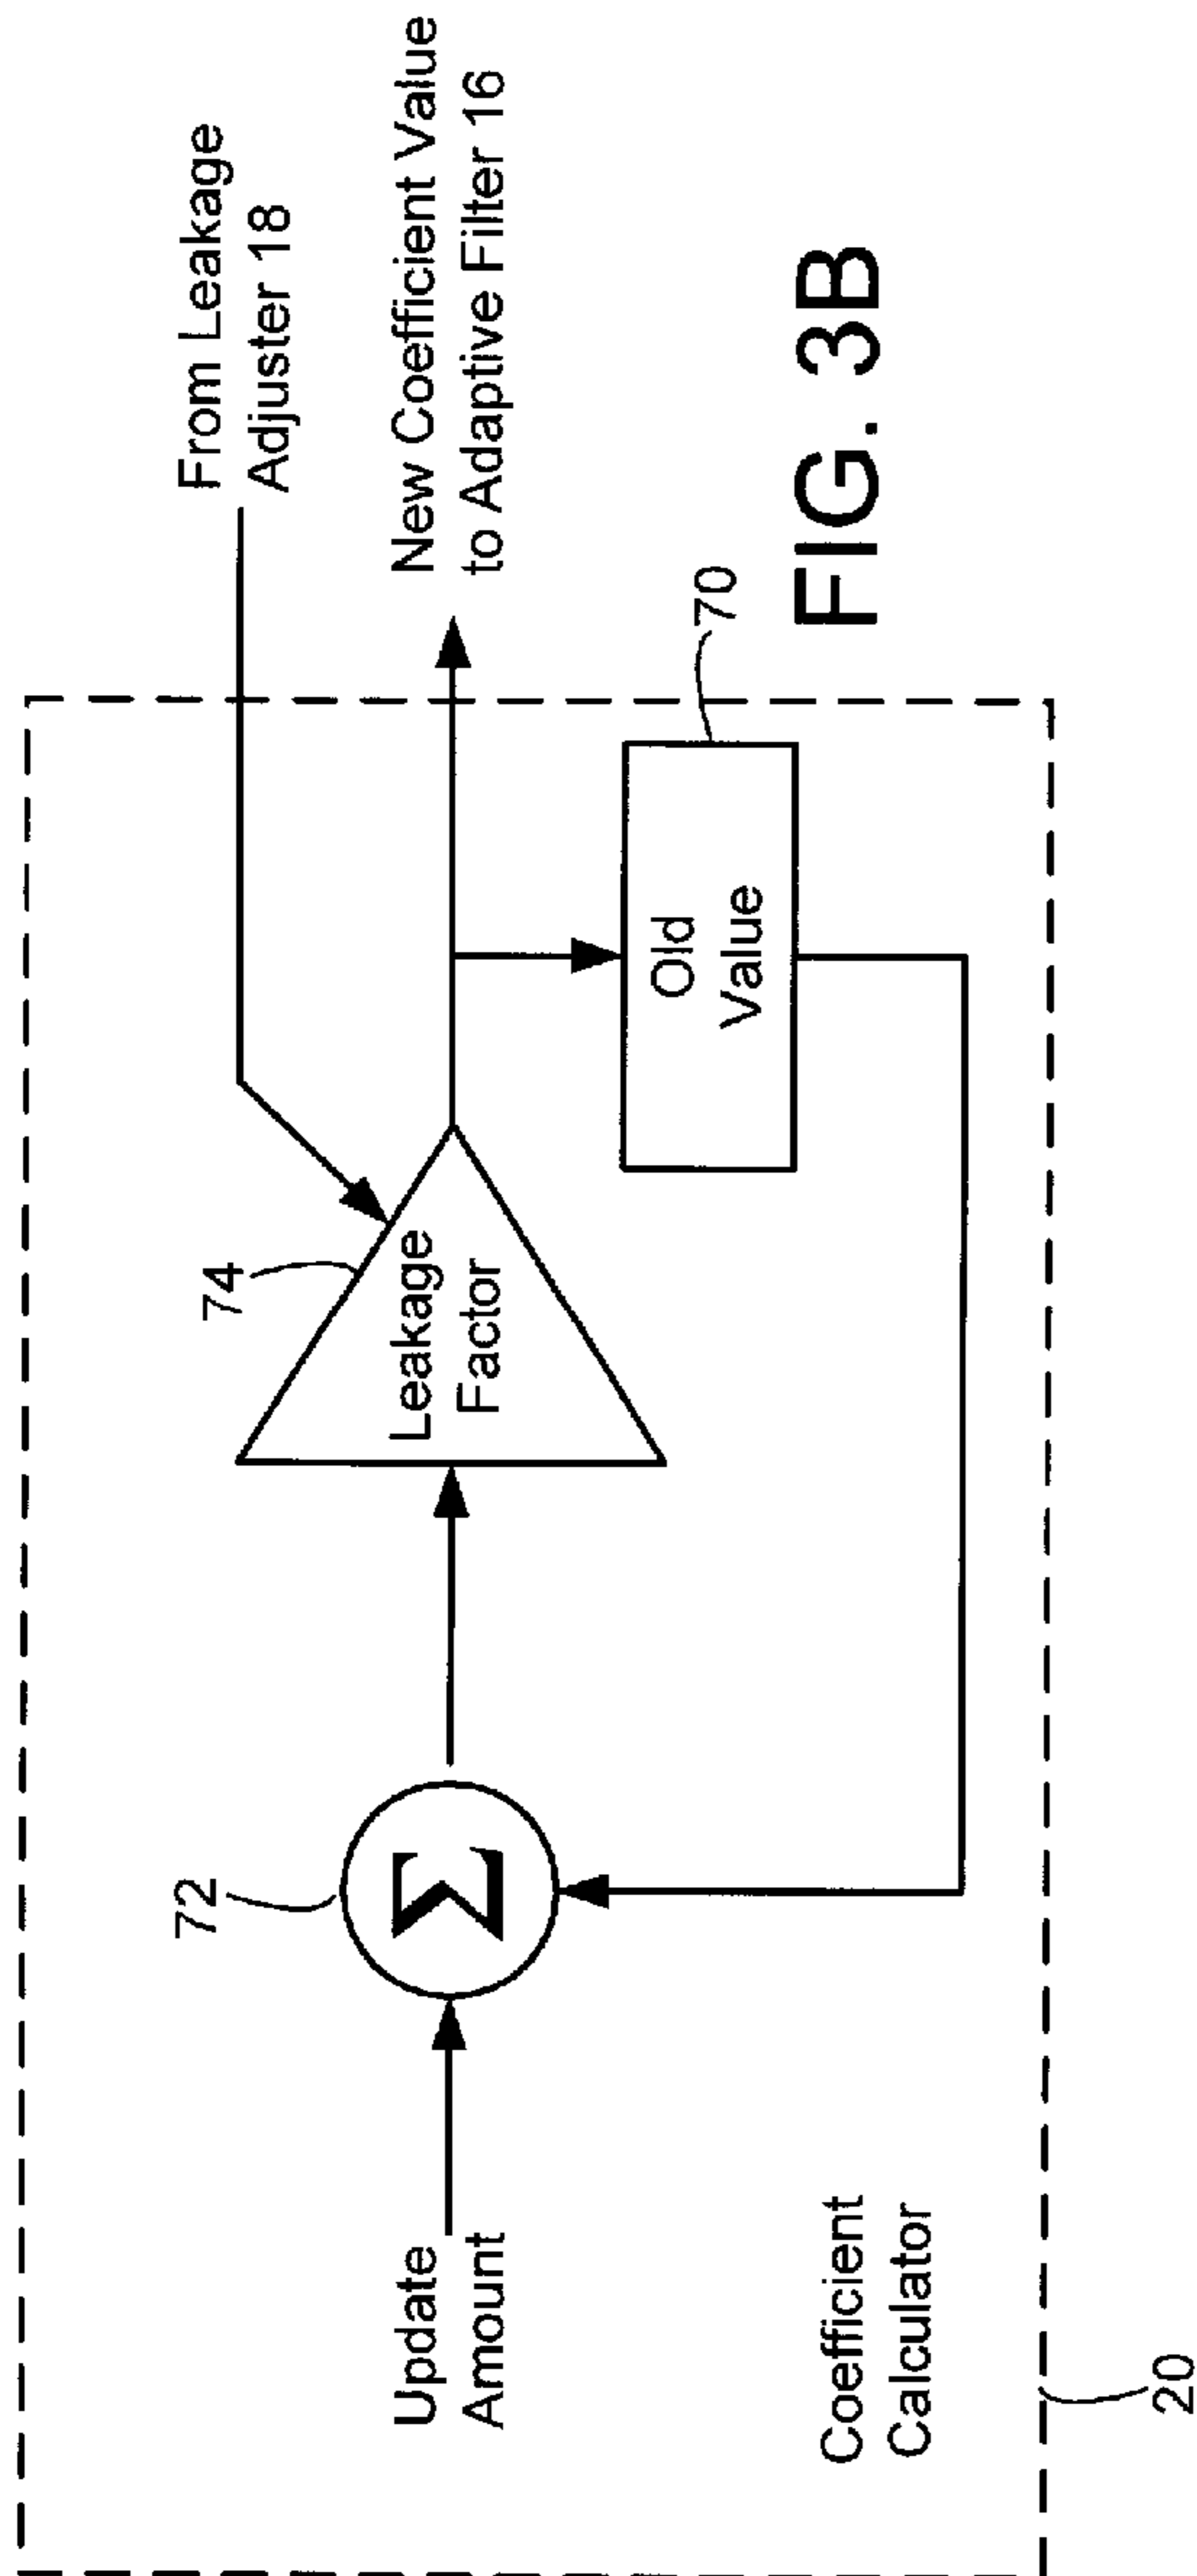 From Leakage
Adjuster 18
New Coefficient Value
to Adaptive Filter 16
74
Leakage
Factor
72
Σ
Update
Amount
Old
Value
70
Coefficient
Calculator
20
FIG. 3B